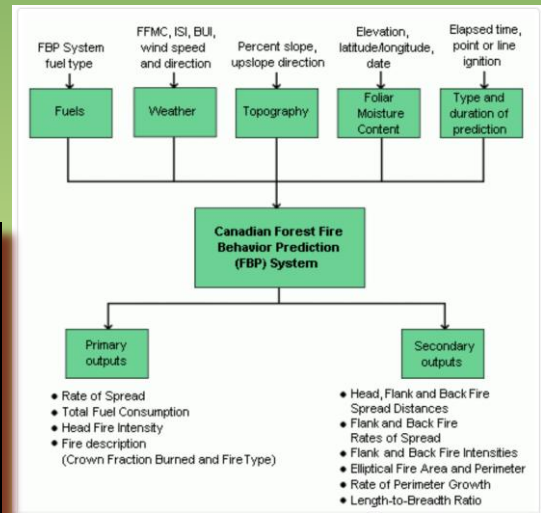 FBP System
fuel type
FFMC, ISI, BUI,
wind speed
and direction
Percent slope,
upslope direction
Elevation,
latitude/longitude,
date
Elapsed time,
point or line
ignition
Fuels
Weather
Topography
Foliar
Moisture
Content
Type and
duration of
prediction
Canadian Forest Fire
Behavior Prediction
(FBP) System
Primary
outputs
Secondary
outputs
• Rate of Spread
• Total Fuel Consumption
• Head Fire Intensity
• Fire description
(Crown Fraction Burned and Fire Type)
• Head, Flank and Back Fire
Spread Distances
• Flank and Back Fire
Rates of Spread
• Flank and Back Fire Intensities
• Elliptical Fire Area and Perimeter
• Rate of Perimeter Growth
• Length-to-Breadth Ratio